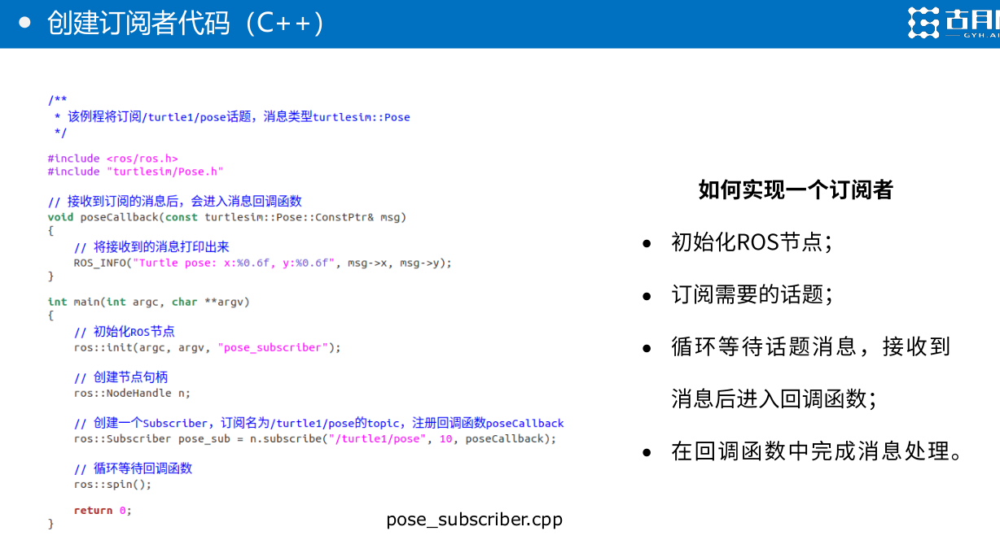 创建订阅者代码（C++）
古月
GYH.AI
/**
 * 该例程将订阅/turtle1/pose话题，消息类型turtlesim::Pose
 */
#include <ros/ros.h>
#include "turtlesim/Pose.h"
// 接收到订阅的消息后，会进入消息回调函数
void poseCallback(const turtlesim::Pose::ConstPtr& msg)
{
    // 将接收到的消息打印出来
    ROS_INFO("Turtle pose: x:%0.6f, y:%0.6f", msg->x, msg->y);
}
int main(int argc, char **argv)
{
    // 初始化ROS节点
    ros::init(argc, argv, "pose_subscriber");
    // 创建节点句柄
    ros::NodeHandle n;
    // 创建一个Subscriber，订阅名为/turtle1/pose的topic，注册回调函数poseCallback
    ros::Subscriber pose_sub = n.subscribe("/turtle1/pose", 10, poseCallback);
    // 循环等待回调函数
    ros::spin();
    return 0;
}
pose_subscriber.cpp
如何实现一个订阅者
• 初始化ROS节点；
• 订阅需要的话题；
• 循环等待话题消息，接收到
消息后进入回调函数；
• 在回调函数中完成消息处理。